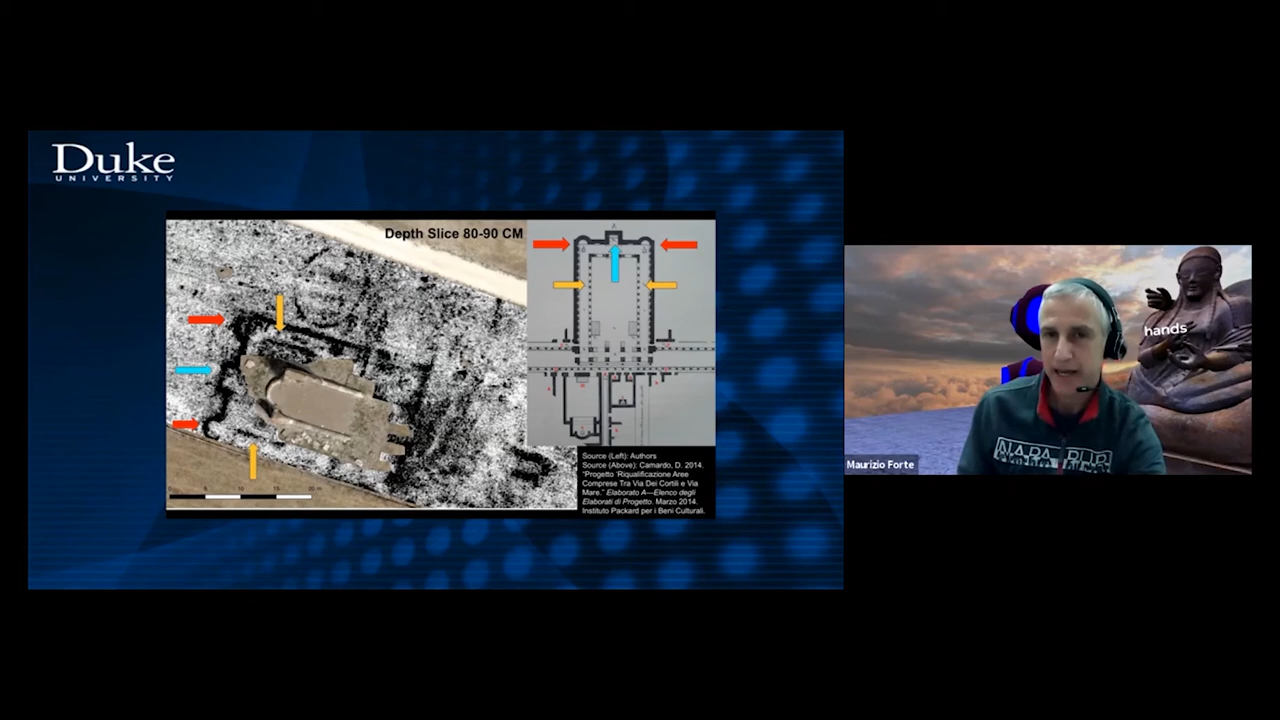 Duke
UNIVERSITY
Depth Slice 80-90 CM
Source (Left): Authors
Source (Above): Camardo, D. 2014.
"Progetto 'Riqualificazione Aree
Comprese Tra Via Dei Cortili e Via
Mare." Elaborato A—Elenco degli
Elaborati di Progetto. Marzo 2014.
Instituto Packard per i Beni Culturali.
hands
Maurizio Forte